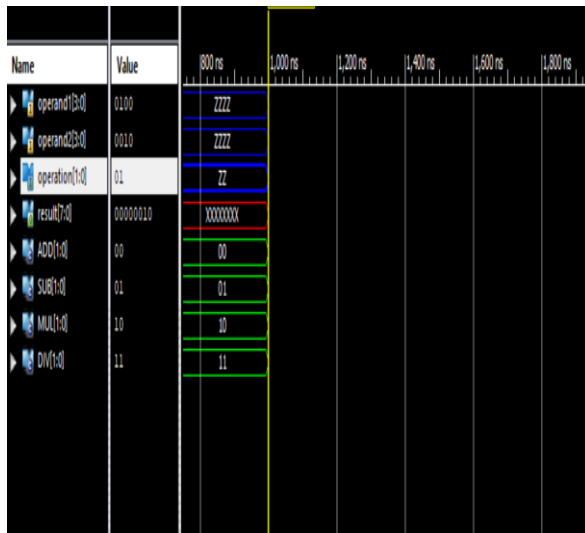 Name Value 800 ns 1,000 ns 1,200 ns 1,400 ns 1,600 ns 1,800 ns
operand1[3:0] 0100 ZZZZ
operand2[3:0] 0010 ZZZZ
operation[1:0] 01 ZZ
result[7:0] 00000010 XXXXXXXX
ADD[1:0] 00 00
SUB[1:0] 01 01
MUL[1:0] 10 10
DIV[1:0] 11 11